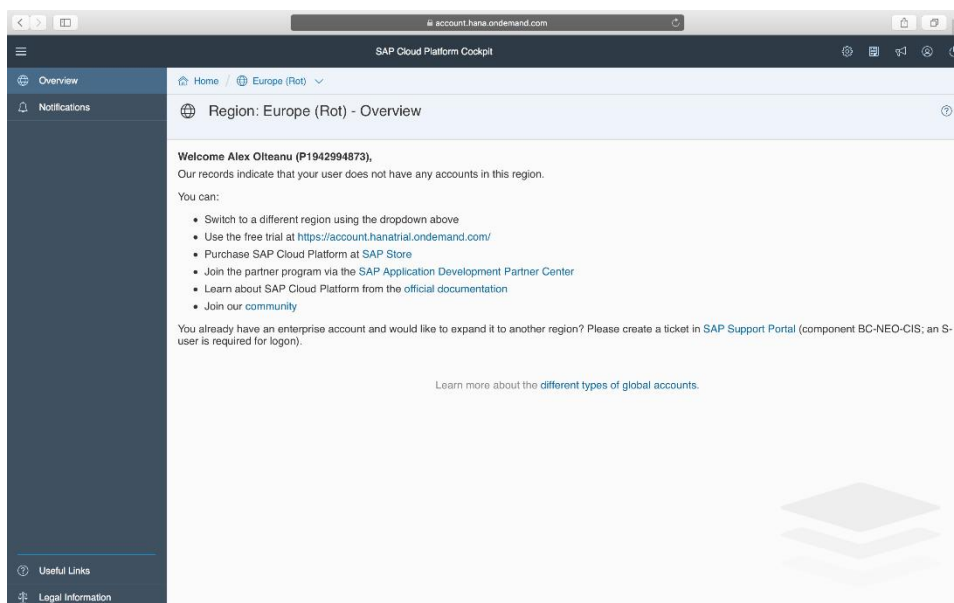 account.hana.ondemand.com
SAP Cloud Platform Cockpit
Overview
Notifications
Home / Europe (Rot)
Region: Europe (Rot) - Overview
Welcome Alex Olteanu (P1942994873),
Our records indicate that your user does not have any accounts in this region.
You can:
• Switch to a different region using the dropdown above
• Use the free trial at https://account.hanatrial.ondemand.com/
• Purchase SAP Cloud Platform at SAP Store
• Join the partner program via the SAP Application Development Partner Center
• Learn about SAP Cloud Platform from the official documentation
• Join our community
You already have an enterprise account and would like to expand it to another region? Please create a ticket in SAP Support Portal (component BC-NEO-CIS; an S-
user is required for logon).
Learn more about the different types of global accounts.
Useful Links
Legal Information